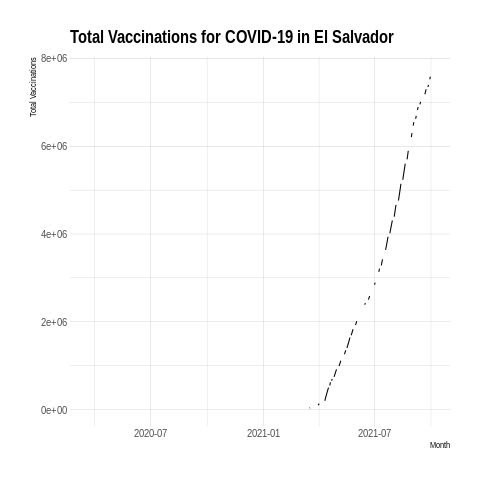 Total Vaccinations for COVID-19 in El Salvador
Total Vaccinations
8e+06
6e+06
4e+06
2e+06
0e+00
2020-07
2021-01
2021-07
Month